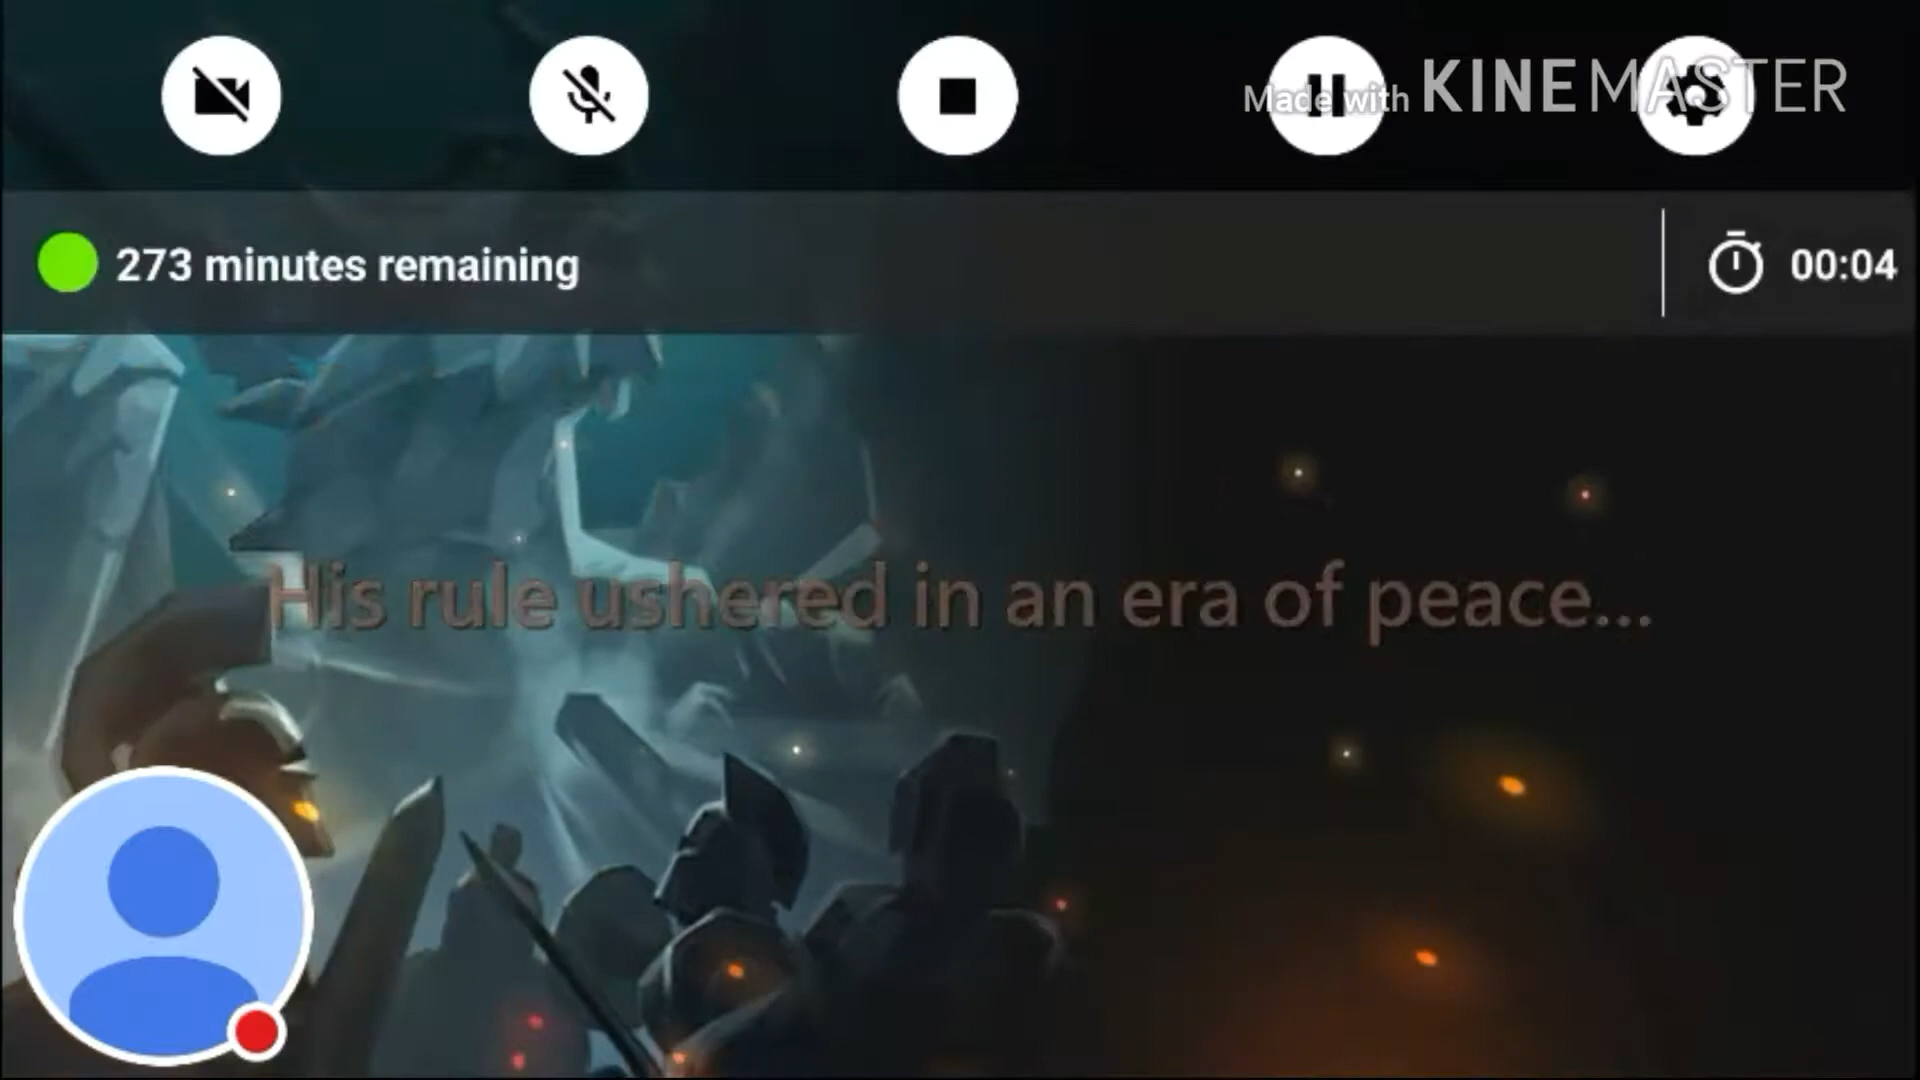 Made with KINEMASTER
273 minutes remaining
00:04
His rule ushered in an era of peace...